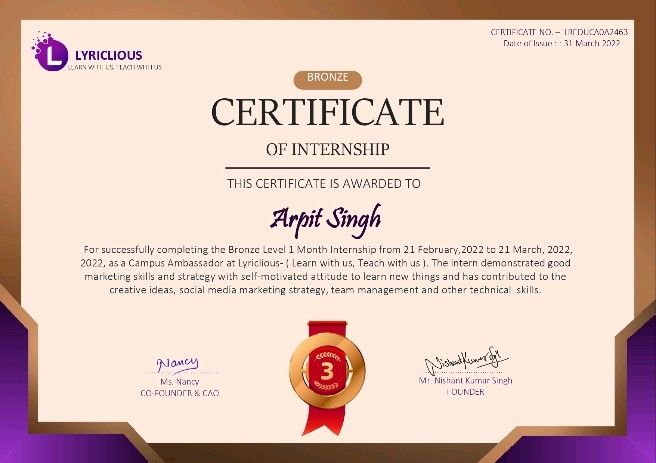 CERTIFICATE NO. – LREDUCA0A2463
Date of Issue : : 31 March 2022
L
LYRICLIOUS
LEARN WITH US, TEACH WITH US
BRONZE
CERTIFICATE
OF INTERNSHIP
THIS CERTIFICATE IS AWARDED TO
Arpit Singh
For successfully completing the Bronze Level 1 Month Internship from 21 February,2022 to 21 March, 2022,
2022, as a Campus Ambassador at Lyriclious- ( Learn with us, Teach with us ). The intern demonstrated good
marketing skills and strategy with self-motivated attitude to learn new things and has contributed to the
creative ideas, social media marketing strategy, team management and other technical skills.
Nancy
Ms. Nancy
CO-FOUNDER & CAO
3
Mr. Nishant Kumar Singh
FOUNDER